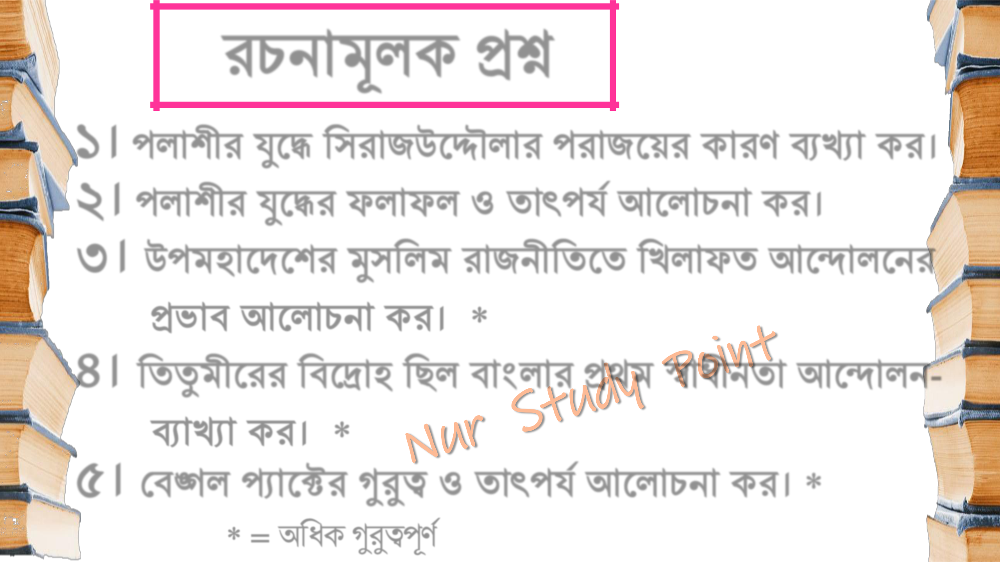 রচনামূলক প্রশ্ন
১। পলাশীর যুদ্ধে সিরাজউদ্দৌলার পরাজয়ের কারণ ব্যখ্যা কর।
২। পলাশীর যুদ্ধের ফলাফল ও তাৎপর্য আলোচনা কর।
৩। উপমহাদেশের মুসলিম রাজনীতিতে খিলাফত আন্দোলনের
প্রভাব আলোচনা কর। *
৪। তিতুমীরের বিদ্রোহ ছিল বাংলার প্রথম স্বাধীনতা আন্দোলন-
ব্যাখ্যা কর। *
৫। বেঙ্গল প্যাক্টের গুরুত্ব ও তাৎপর্য আলোচনা কর। *
* = অধিক গুরুত্বপূর্ণ
Nur Study Point